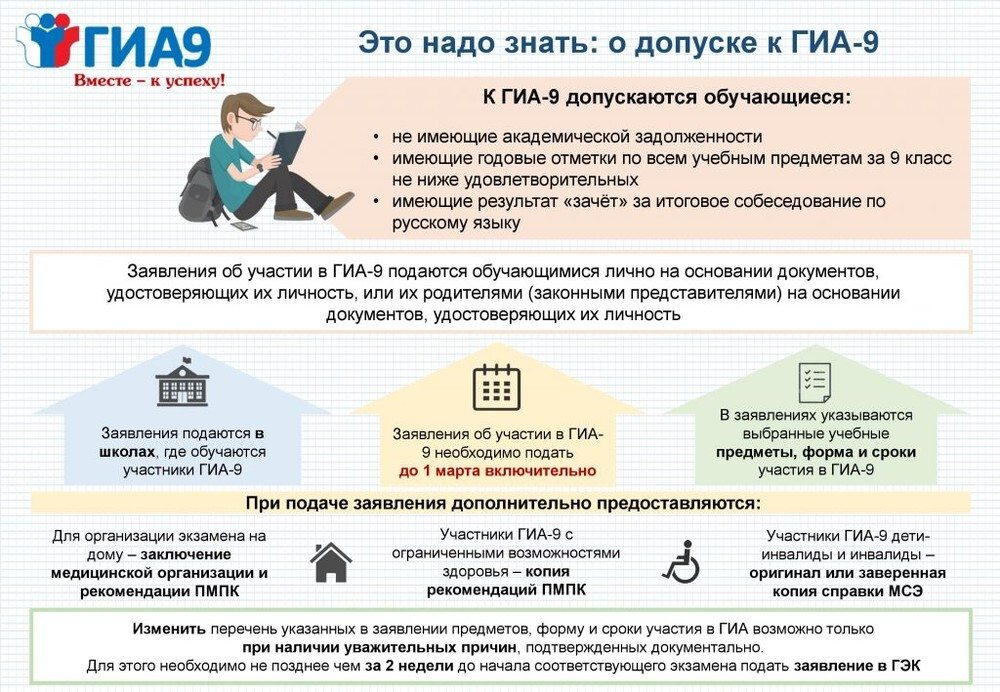 ГИА9
Вместе – к успеху!
Это надо знать: о допуске к ГИА-9
К ГИА-9 допускаются обучающиеся:
• не имеющие академической задолженности
• имеющие годовые отметки по всем учебным предметам за 9 класс
не ниже удовлетворительных
• имеющие результат «зачёт» за итоговое собеседование по
русскому языку
Заявления об участии в ГИА-9 подаются обучающимися лично на основании документов,
удостоверяющих их личность, или их родителями (законными представителями) на основании
документов, удостоверяющих их личность
Заявления подаются в
школах, где обучаются
участники ГИА-9
Заявления об участии в ГИА-
9 необходимо подать
до 1 марта включительно
В заявлениях указываются
выбранные учебные
предметы, форма и сроки
участия в ГИА-9
При подаче заявления дополнительно предоставляются:
Для организации экзамена на
дому – заключение
медицинской организации и
рекомендации ПМПК
Участники ГИА-9 с
ограниченными возможностями
здоровья – копия
рекомендаций ПМПК
Участники ГИА-9 дети-
инвалиды и инвалиды –
оригинал или заверенная
копия справки МСЭ
Изменить перечень указанных в заявлении предметов, форму и сроки участия в ГИА возможно только
при наличии уважительных причин, подтвержденных документально.
Для этого необходимо не позднее чем за 2 недели до начала соответствующего экзамена подать заявление в ГЭК